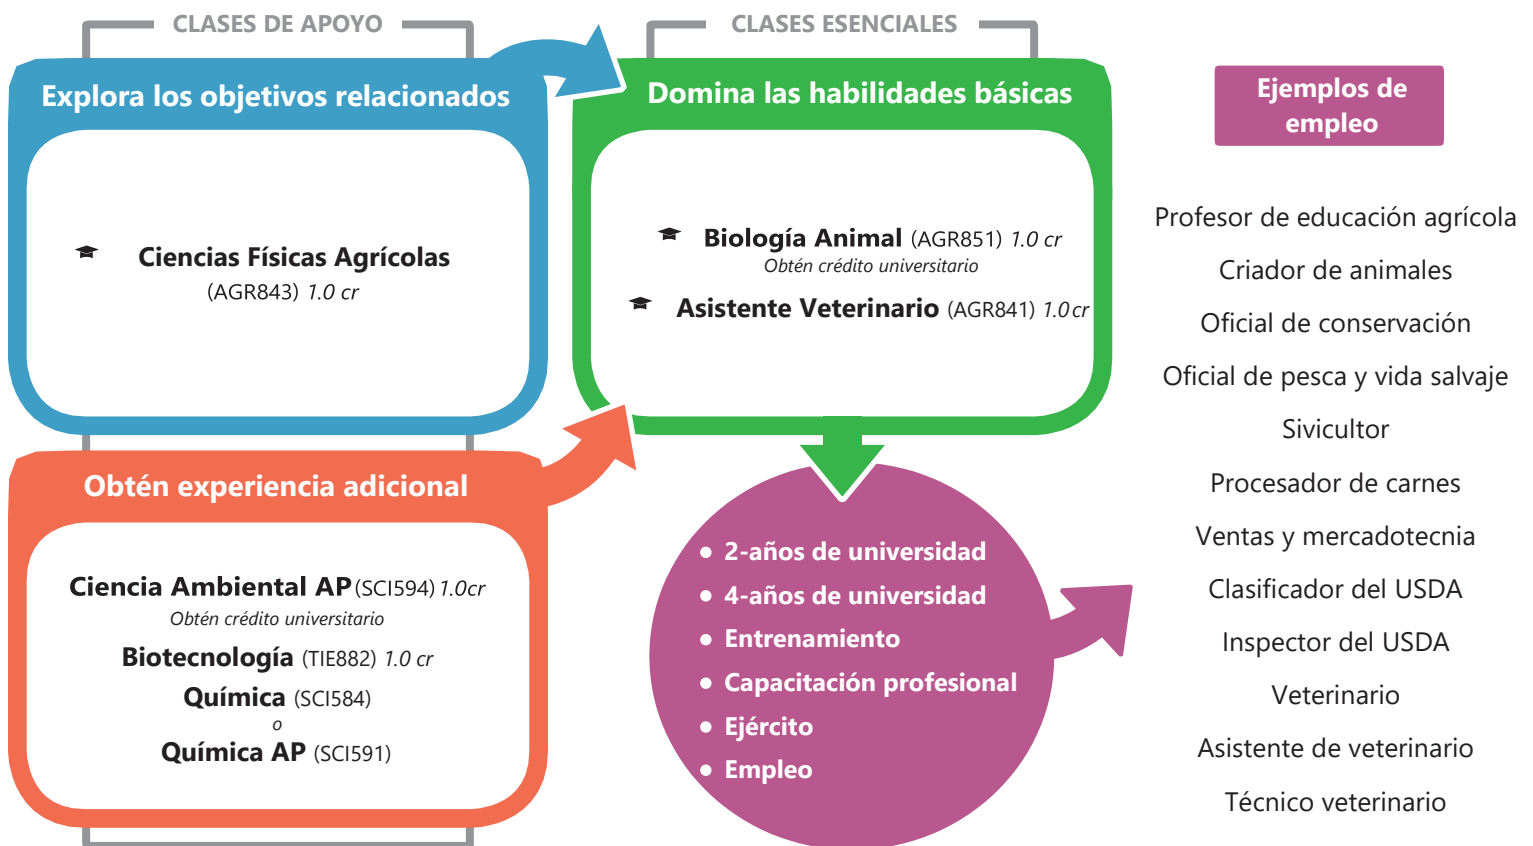 CLASES DE APOYO
Explora los objetivos relacionados
Ciencias Físicas Agrícolas
(AGR843) 1.0 cr
Obtén experiencia adicional
Ciencia Ambental AP (SCI594) 1.0cr
Obtén crédito universitario
Biotecnología (TIE882) 1.0 cr
Química (SCI584)
o
Química AP (SCI591)
CLASES ESENCIALES
Domina las habilidades básicas
Biología Animal (AGR851) 1.0 cr
Obtén crédito universitario
Asistente Veterinario (AGR841) 1.0 cr
• 2-años de universidad
• 4-años de universidad
• Entrenamiento
• Capacitación profesional
• Ejército
• Empleo
Ejemplos de
empleo
Profesor de educación agrícola
Criador de animales
Oficial de conservación
Oficial de pesca y vida salvaje
Sivicultor
Procesador de carnes
Ventas y mercadotecnia
Clasificador del USDA
Inspector del USDA
Veterinario
Asistente de veterinario
Técnico veterinario